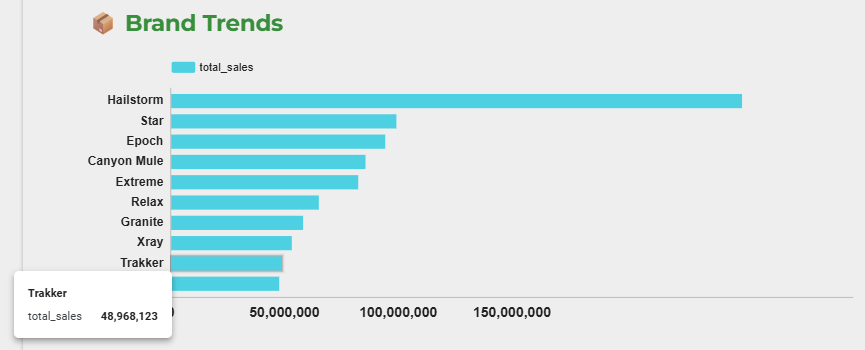 Brand Trends
total_sales
Hailstorm
Star
Epoch
Canyon Mule
Extreme
Relax
Granite
Xray
Trakker
Trakker
total_sales 48,968,123
50,000,000 100,000,000 150,000,000